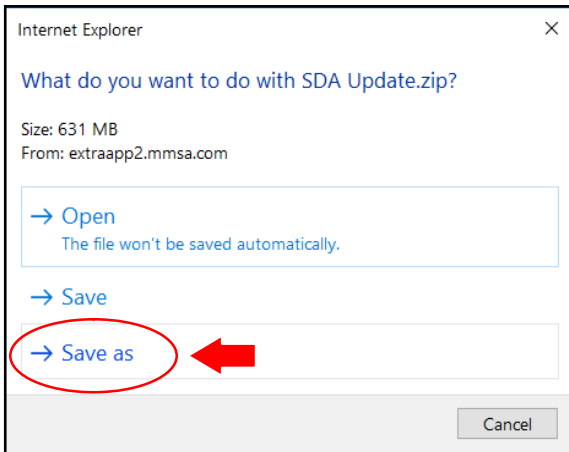 Internet Explorer
What do you want to do with SDA Update.zip?
Size: 631 MB
From: extraapp2.mmsa.com
Open
The file won't be saved automatically.
Save
Save as
Cancel